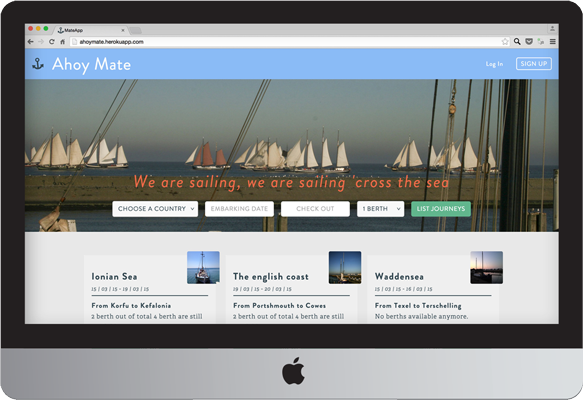 MateApp
ahoymate.herokuapp.com
Ahoy Mate
Log In
SIGN UP
We are sailing, we are sailing 'cross the sea
CHOOSE A COUNTRY
EMBARKING DATE
CHECK OUT
1 BERTH
LIST JOURNEYS
Ionian Sea
15 | 03 | 15 - 19 | 03 | 15
From Korfu to Kefalonia
2 berth out of total 4 berth are still
The english coast
19 | 03 | 15 - 20 | 03 | 15
From Portshmouth to Cowes
2 berth out of total 4 berth are still
Waddensea
15 | 03 | 15 - 16 | 03 | 15
From Texel to Terschelling
No berths available anymore.